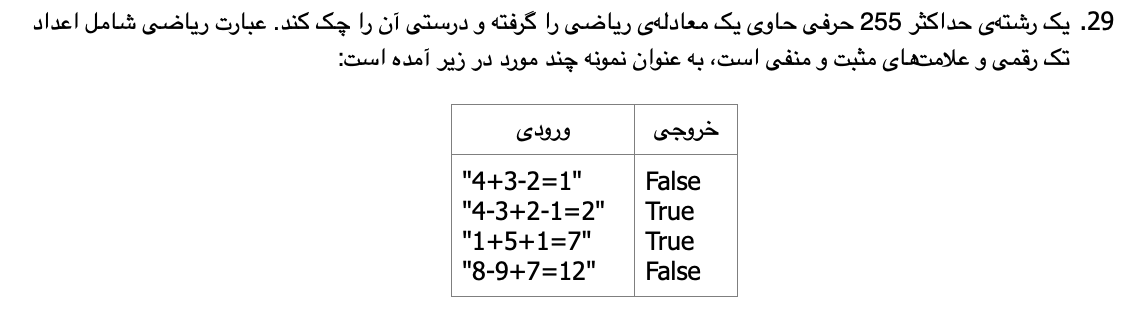 29. یک رشته‌ی حداکثر 255 حرفی حاوی یک معادله‌ی ریاضی را گرفته و درستی آن را چک کند. عبارت ریاضی شامل اعداد
تک رقمی و علامت‌های مثبت و منفی است، به عنوان نمونه چند مورد در زیر آمده است:
ورودی خروجی
"4+3-2=1" False
"4-3+2-1=2" True
"1+5+1=7" True
"8-9+7=12" False